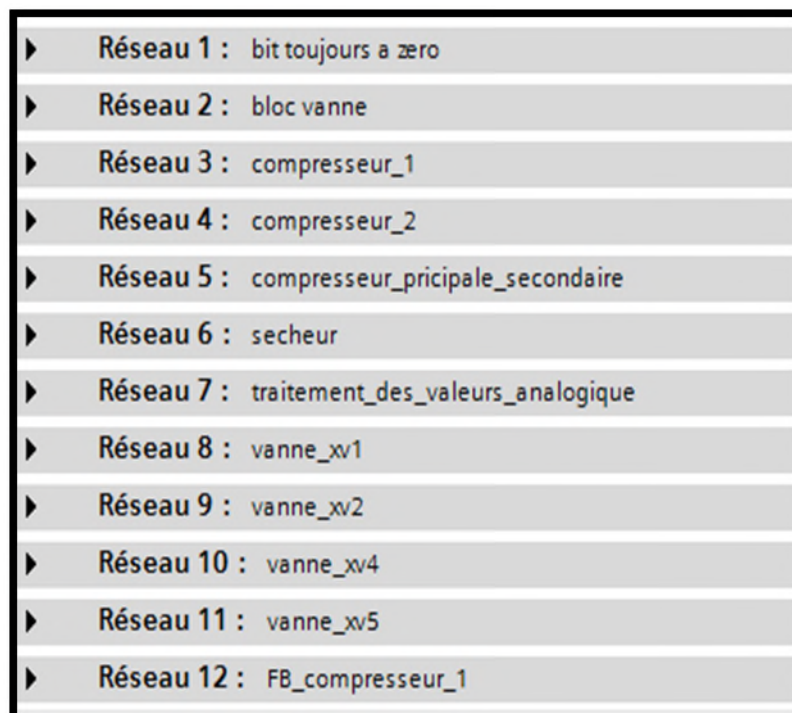 Réseau 1 : bit toujours a zero
Réseau 2 : bloc vanne
Réseau 3 : compresseur_1
Réseau 4 : compresseur_2
Réseau 5 : compresseur_pricipale_secondaire
Réseau 6 : secheur
Réseau 7 : traitement_des_valeurs_analogique
Réseau 8 : vanne_xv1
Réseau 9 : vanne_xv2
Réseau 10 : vanne_xv4
Réseau 11 : vanne_xv5
Réseau 12 : FB_compresseur_1